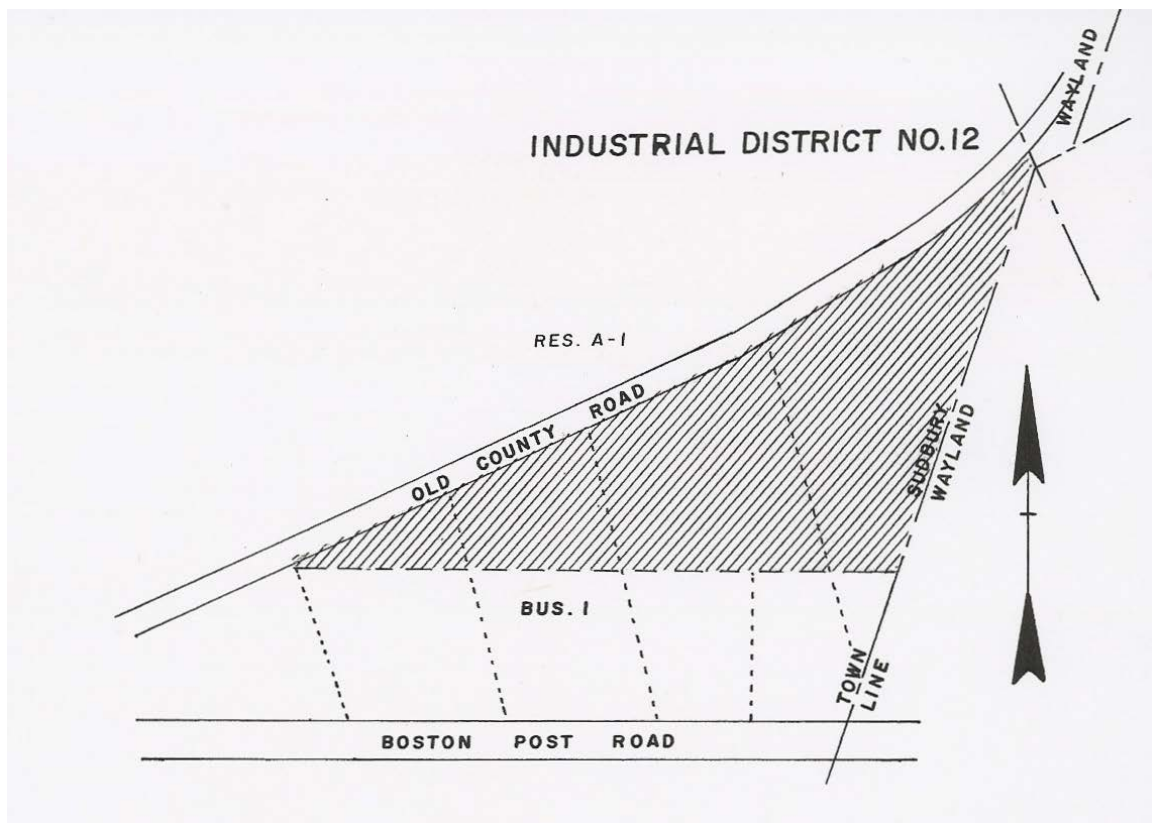 WAYLAND
INDUSTRIAL DISTRICT NO.12
RES. A-1
OLD COUNTY ROAD
SUDBURY
WAYLAND
BUS. 1
TOWN
LINE
BOSTON POST ROAD